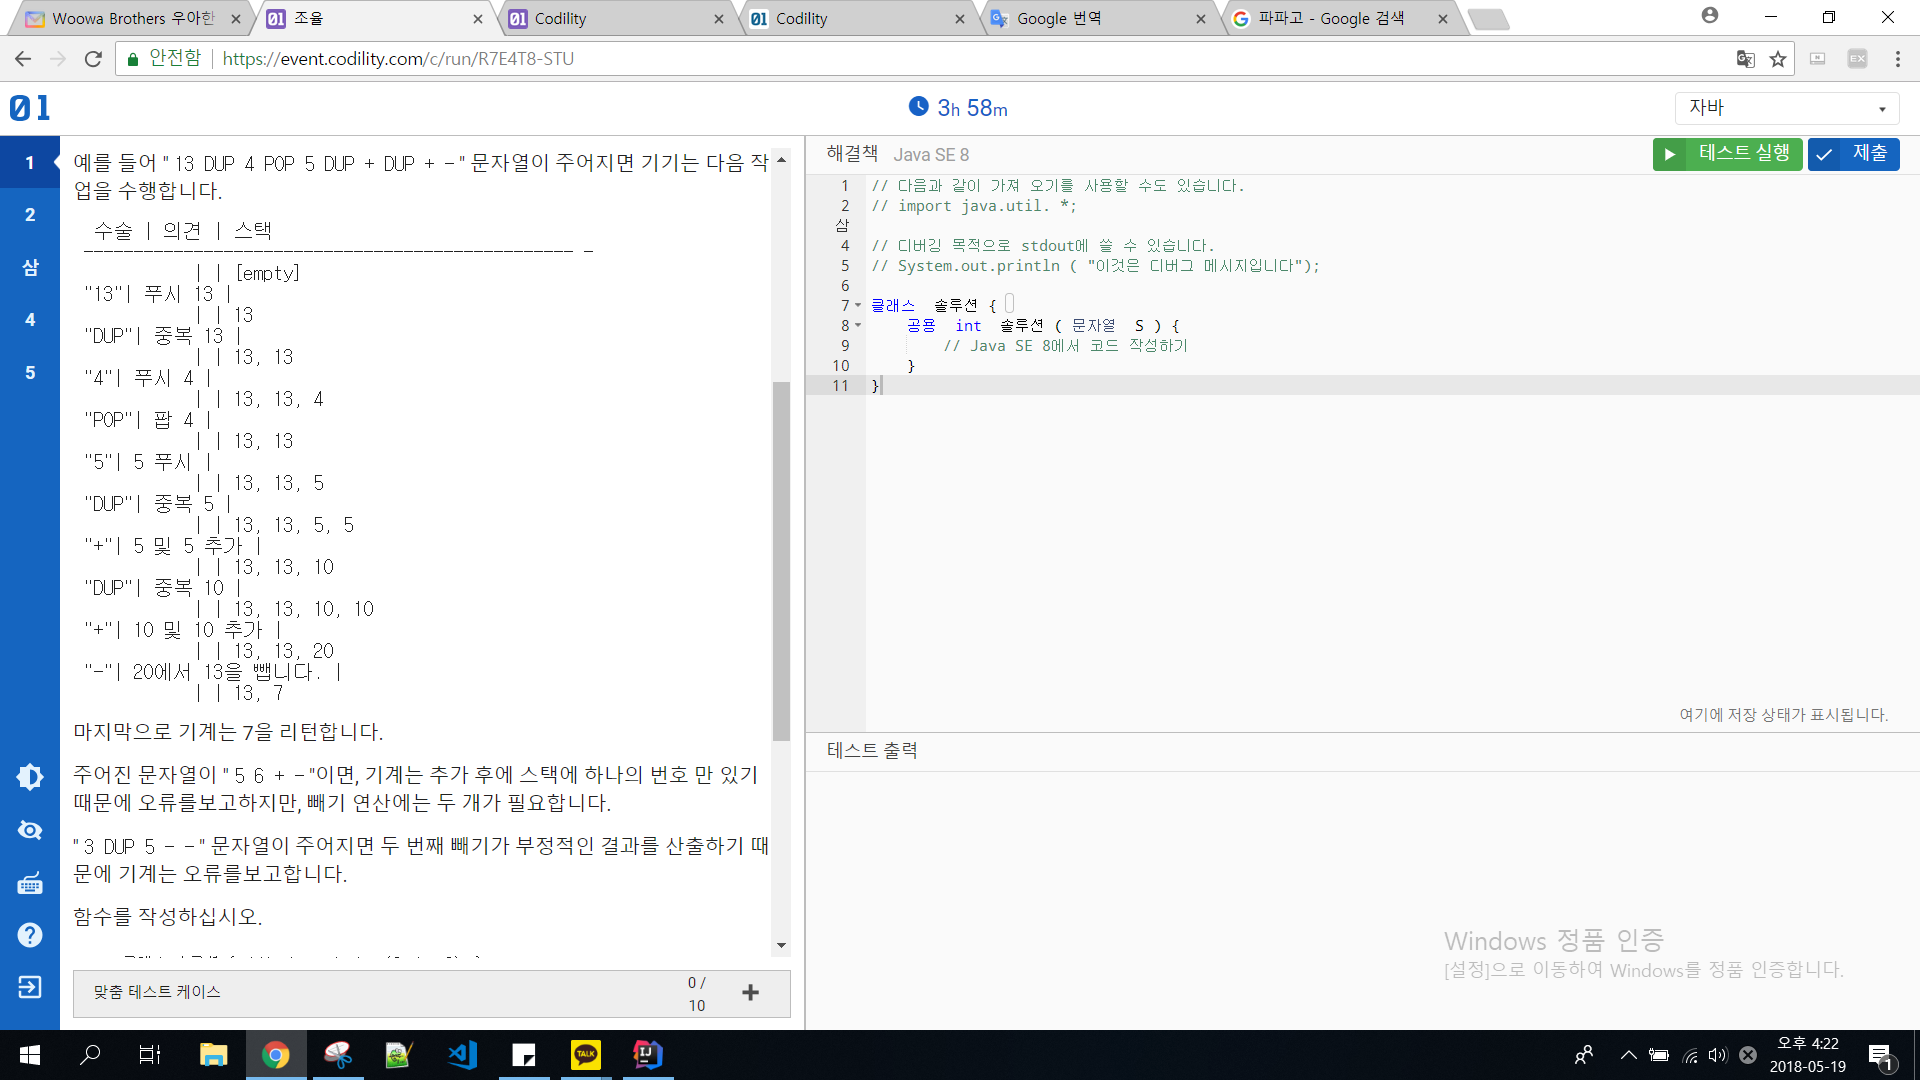 Woowa Brothers 우아한
조율
Codility
Codility
Google 번역
파파고 - Google 검색
안전함 https://event.codility.com/c/run/R7E4T8-STU
01
3h 58m
자바
1
2
삼
4
5
예를 들어 " 13 DUP 4 POP 5 DUP + DUP + - " 문자열이 주어지면 기기는 다음 작
업을 수행합니다.
수술 | 의견 | 스택
-------------------------------------------------- -
| | [empty]
"13"| 푸시 13 |
| | 13
"DUP"| 중복 13 |
| | 13, 13
"4"| 푸시 4 |
| | 13, 13, 4
"POP"| 팝 4 |
| | 13, 13
"5"| 5 푸시 |
| | 13, 13, 5
"DUP"| 중복 5 |
| | 13, 13, 5, 5
"+"| 5 및 5 추가 |
| | 13, 13, 10
"DUP"| 중복 10 |
| | 13, 13, 10, 10
"+"| 10 및 10 추가 |
| | 13, 13, 20
"-"| 20에서 13을 뺍니다. |
| | 13, 7
마지막으로 기계는 7을 리턴합니다.
주어진 문자열이 " 5 6 + - "이면, 기계는 추가 후에 스택에 하나의 번호 만 있기
때문에 오류를보고하지만, 빼기 연산에는 두 개가 필요합니다.
" 3 DUP 5 - - " 문자열이 주어지면 두 번째 빼기가 부정적인 결과를 산출하기 때
문에 기계는 오류를보고합니다.
함수를 작성하십시오.
맞춤 테스트 케이스
0 /
10
해결책 Java SE 8
테스트 실행
제출
1 // 다음과 같이 가져 오기를 사용할 수도 있습니다.
2 // import java.util. *;
삼
4 // 디버깅 목적으로 stdout에 쓸 수 있습니다.
5 // System.out.println ( "이것은 디버그 메시지입니다");
6
7 클래스 솔루션 {
8 공용 int 솔루션 ( 문자열 S ) {
9 // Java SE 8에서 코드 작성하기
10 }
11 }
여기에 저장 상태가 표시됩니다.
테스트 출력
Windows 정품 인증
[설정]으로 이동하여 Windows를 정품 인증합니다.
TALK
IJ
오후 4:22
2018-05-19
1